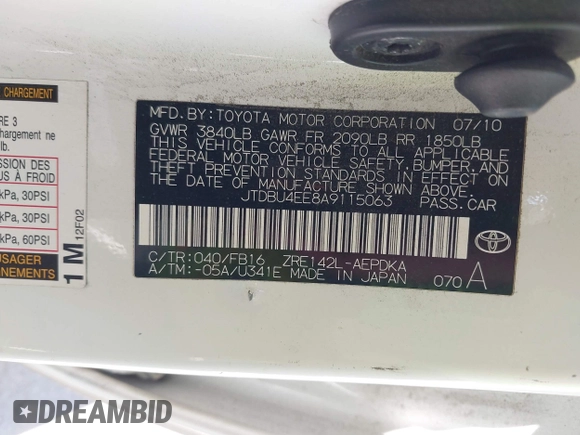 CHARGEMENT
RE 3
chargement ne
lb.
SSION DES
S À FROID
kPa, 30PSI
kPa, 30PSI
kPa, 60PSI
USAGER
NEMENTS
1 M 12F02
MFD. BY: TOYOTA MOTOR CORPORATION 07/10
GVWR 3840LB GAWR FR 2090LB RR 1850LB
THIS VEHICLE CONFORMS TO ALL APPLICABLE
FEDERAL MOTOR VEHICLE SAFETY, BUMPER, AND
THEFT PREVENTION STANDARDS IN EFFECT ON
THE DATE OF MANUFACTURE SHOWN ABOVE.
JTDBU4EE8A9115063 PASS. CAR
TOYOTA
C/TR: 040/FB16 ZRE142L-AEPDKA
A/TM: -05A/U341E MADE IN JAPAN 070 A
DREAMBID